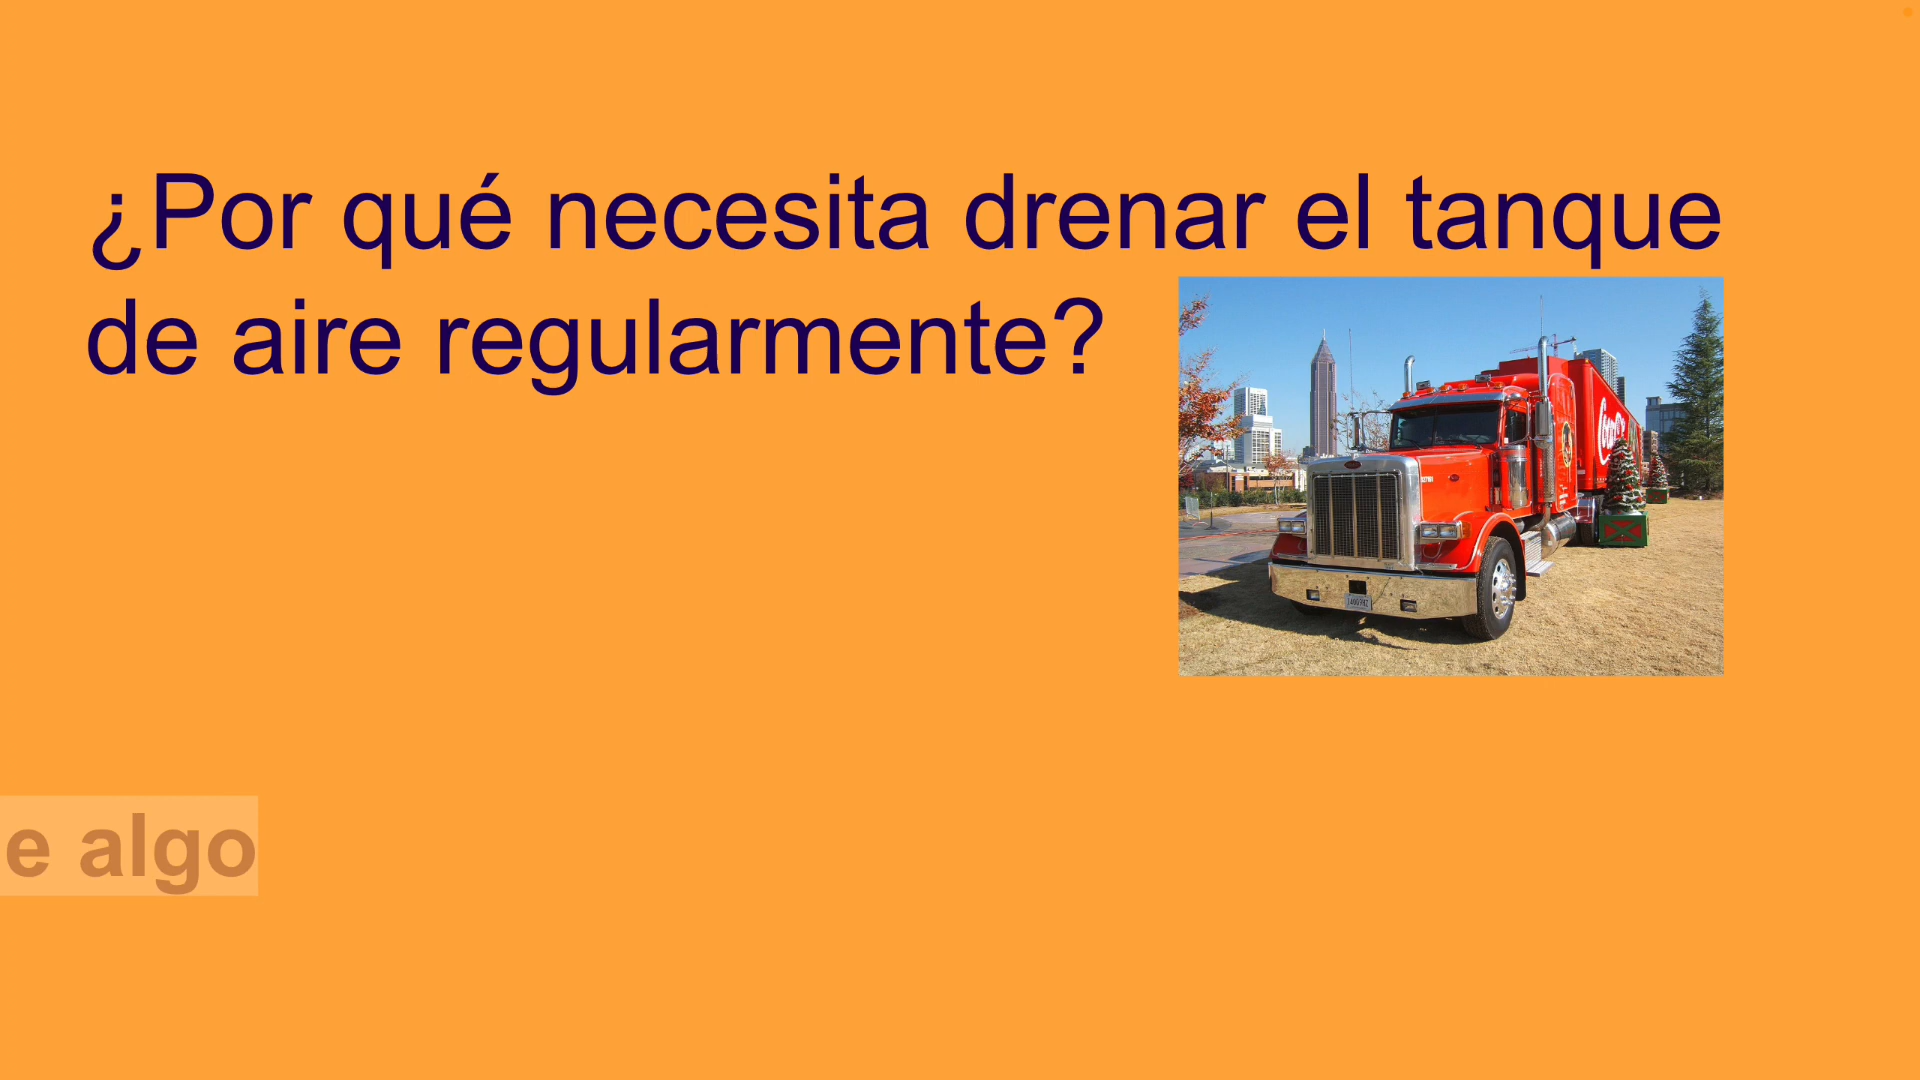 ¿Por qué necesita drenar el tanque
de aire regularmente?
e algo